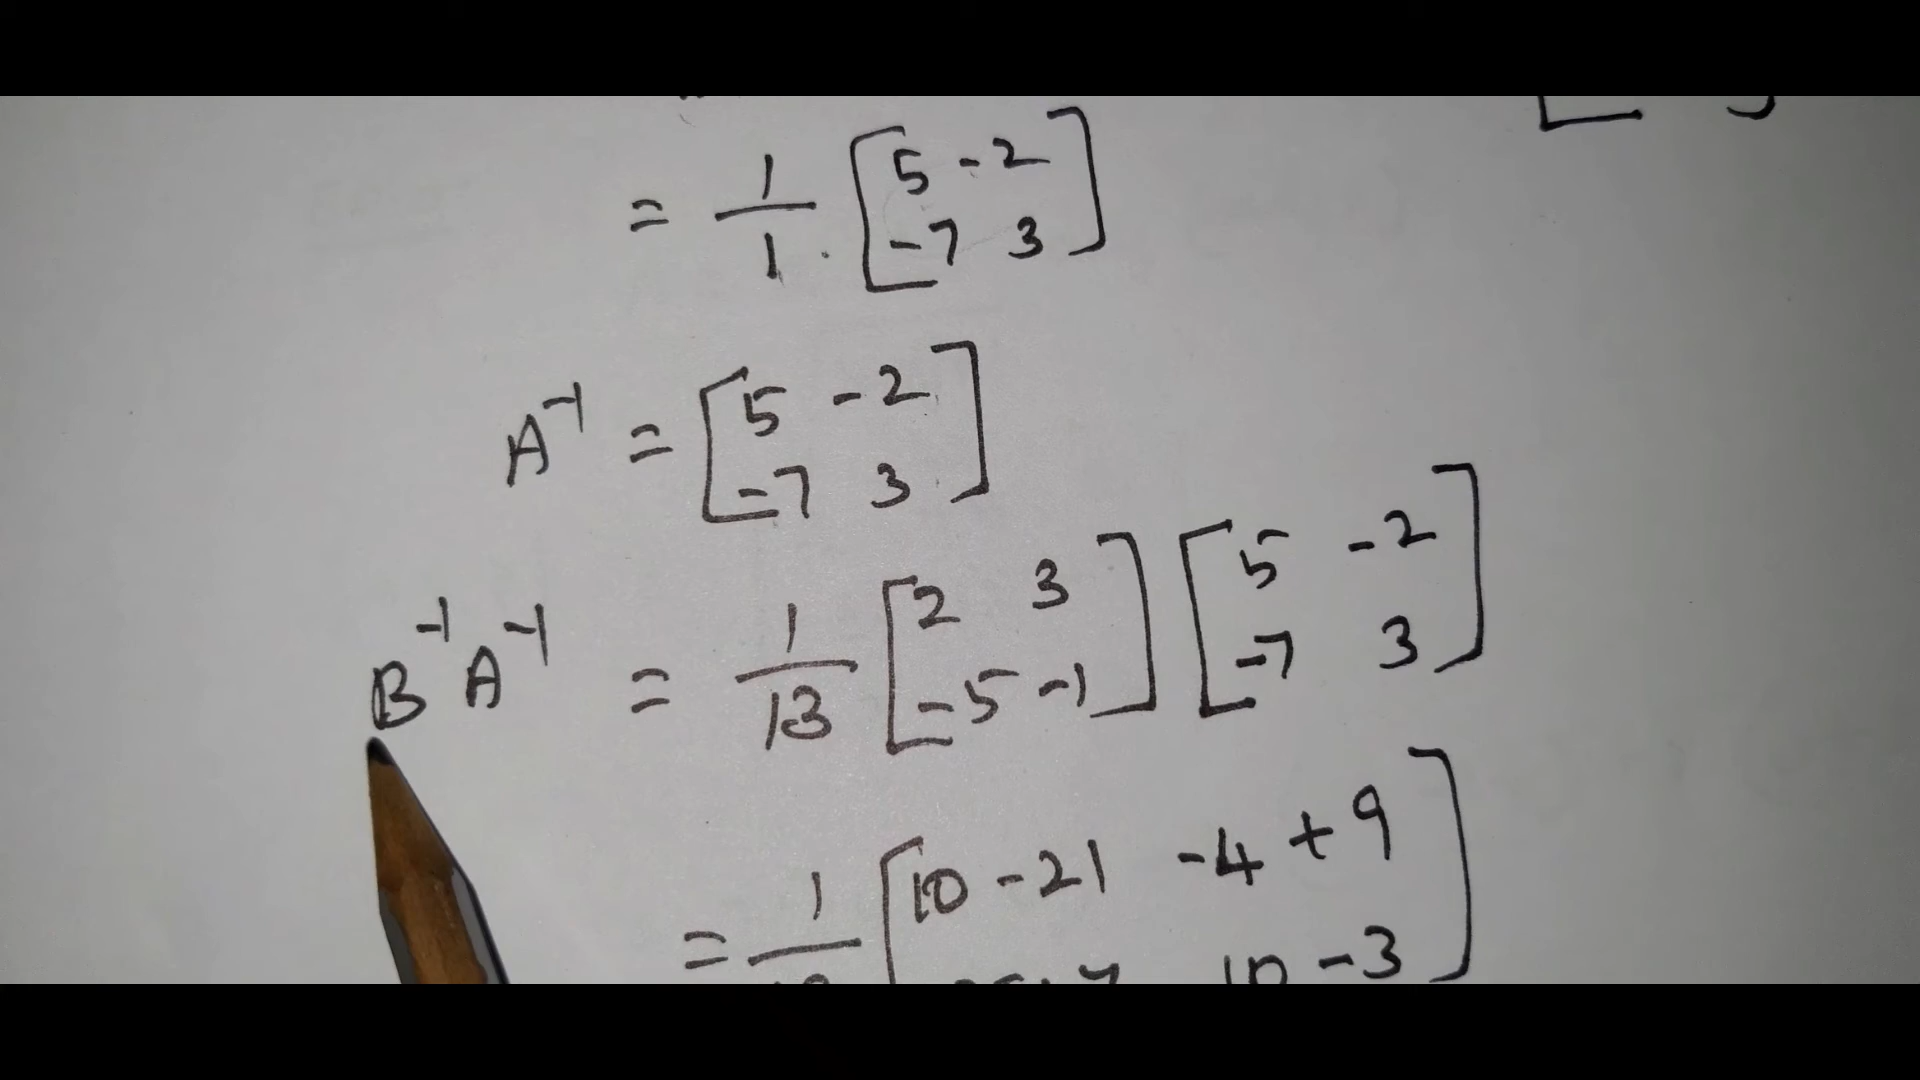 = 1/1 . [5 -2
-7 3]
A⁻¹ = [5 -2
-7 3]
B⁻¹ A⁻¹ = 1/13 [2 3
-5 -1] [5 -2
-7 3]
= 1/ [10 -21 -4 + 9
10 -3]